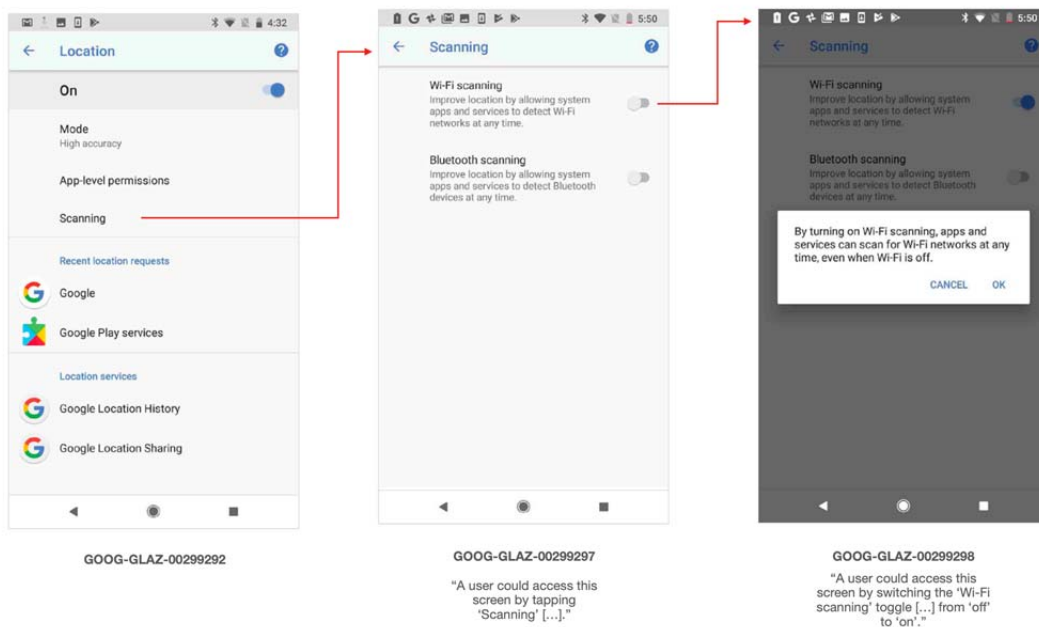 4:32
Location
On
Mode
High accuracy
App-level permissions
Scanning
Recent location requests
Google
Google Play services
Location services
Google Location History
Google Location Sharing
GOOG-GLAZ-00299292
5:50
Scanning
Wi-Fi scanning
Improve location by allowing system
apps and services to detect Wi-Fi
networks at any time.
Bluetooth scanning
Improve location by allowing system
apps and services to detect Bluetooth
devices at any time.
GOOG-GLAZ-00299297
“A user could access this
screen by tapping
‘Scanning’ [...].”
5:50
Scanning
Wi-Fi scanning
Improve location by allowing system
apps and services to detect Wi-Fi
networks at any time.
Bluetooth scanning
Improve location by allowing system
apps and services to detect Bluetooth
devices at any time.
By turning on Wi-Fi scanning, apps and
services can scan for Wi-Fi networks at any
time, even when Wi-Fi is off.
CANCEL OK
GOOG-GLAZ-00299298
“A user could access this
screen by switching the ‘Wi-Fi
scanning’ toggle [...] from ‘off’
to ‘on’.”